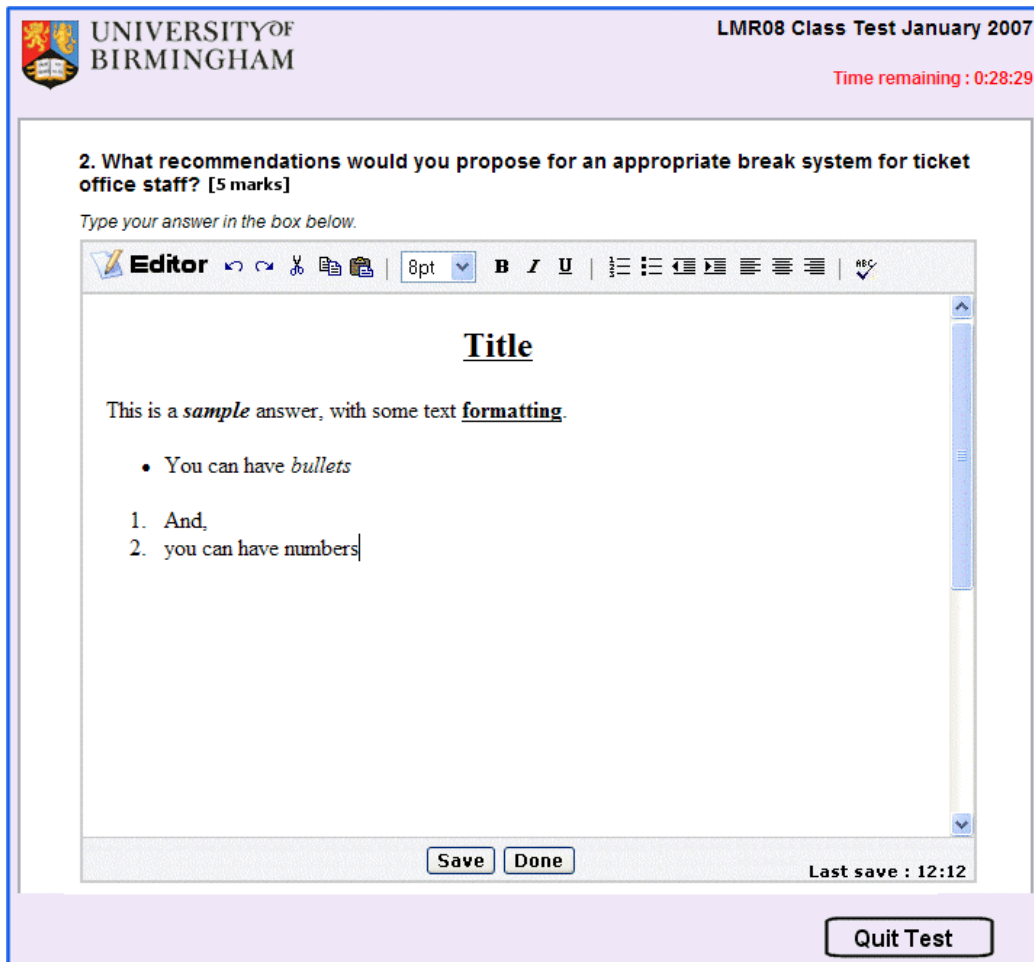 UNIVERSITY OF
BIRMINGHAM
LMR08 Class Test January 2007
Time remaining : 0:28:29
2. What recommendations would you propose for an appropriate break system for ticket
office staff? [5 marks]
Type your answer in the box below.
Editor 8pt B I U ABC
Title
This is a sample answer, with some text formatting.
• You can have bullets
1. And,
2. you can have numbers
Save Done
Last save : 12:12
Quit Test